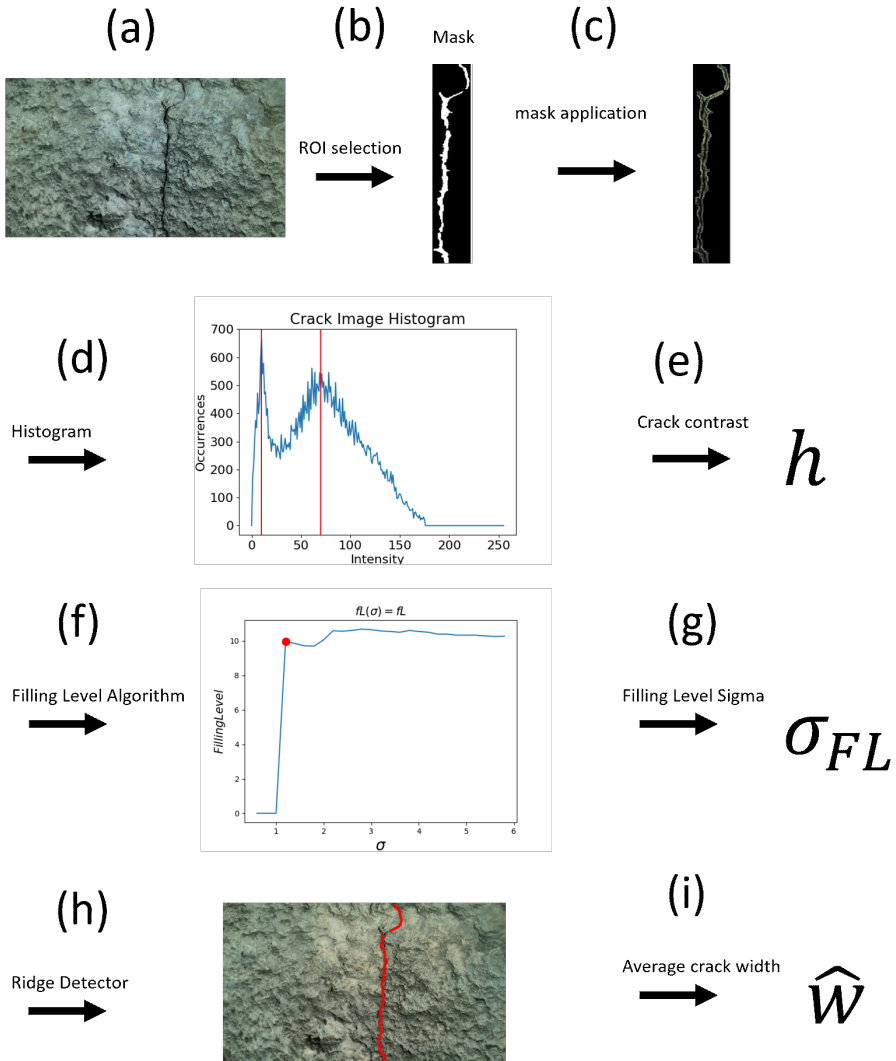 (a)
(b)
(c)
Mask
ROI selection
mask application
(d)
Histogram
Crack Image Histogram
Occurrences
700
600
500
400
300
200
100
0
0 50 100 150 200 250
Intensity
(e)
Crack contrast
h
(f)
Filling Level Algorithm
fL(σ) = fL
FillingLevel
10
8
6
4
2
0
1 2 3 4 5 6
σ
(g)
Filling Level Sigma
σFL
(h)
Ridge Detector
(i)
Average crack width
ŵ